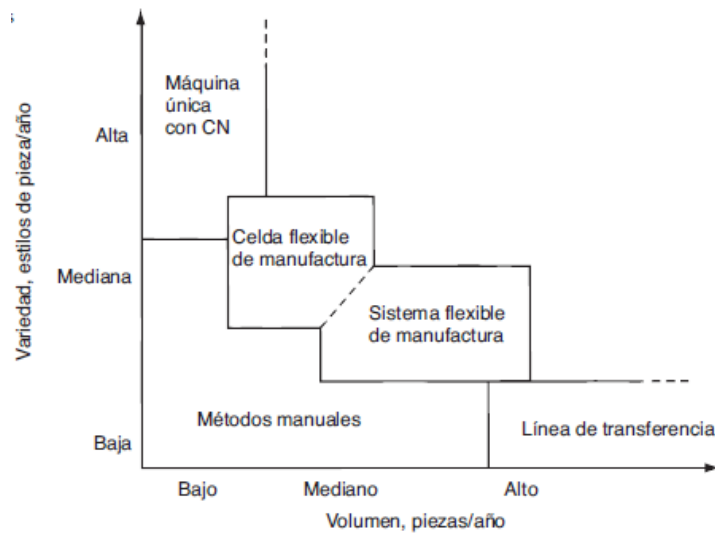 s
Variedad, estilos de pieza/año
Alta
Mediana
Baja
Máquina
única
con CN
Celda flexible
de manufactura
Sistema flexible
de manufactura
Métodos manuales
Línea de transferencia
Bajo
Mediano
Alto
Volumen, piezas/año